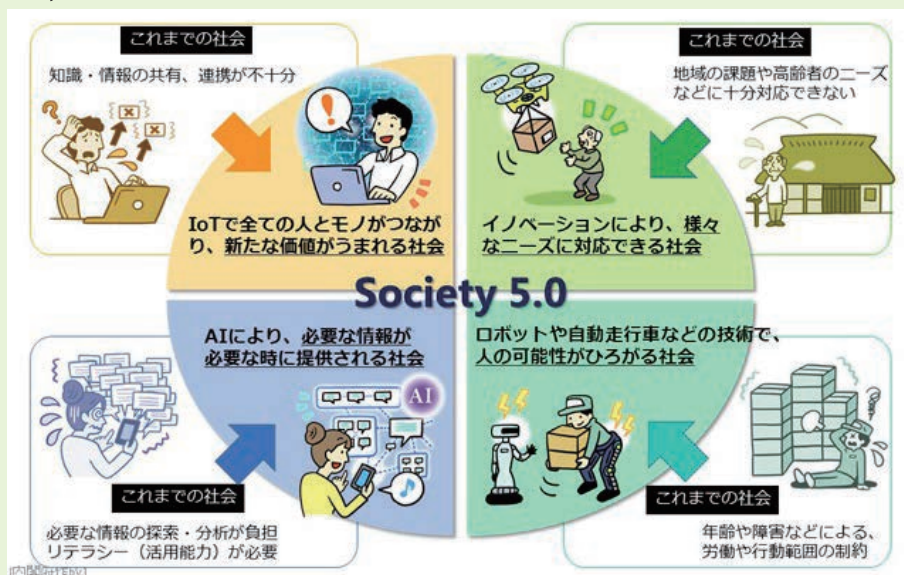 これまでの社会
知識・情報の共有、連携が不十分
IoTで全ての人とモノがつなが
り、新たな価値がうまれる社会
これまでの社会
地域の課題や高齢者のニーズ
などに十分対応できない
イノベーションにより、様々
なニーズに対応できる社会
Society 5.0
AIにより、必要な情報が
必要な時に提供される社会
AI
これまでの社会
必要な情報の探索・分析が負担
リテラシー（活用能力）が必要
ロボットや自動走行車などの技術で、
人の可能性がひろがる社会
これまでの社会
年齢や障害などによる、
労働や行動範囲の制約